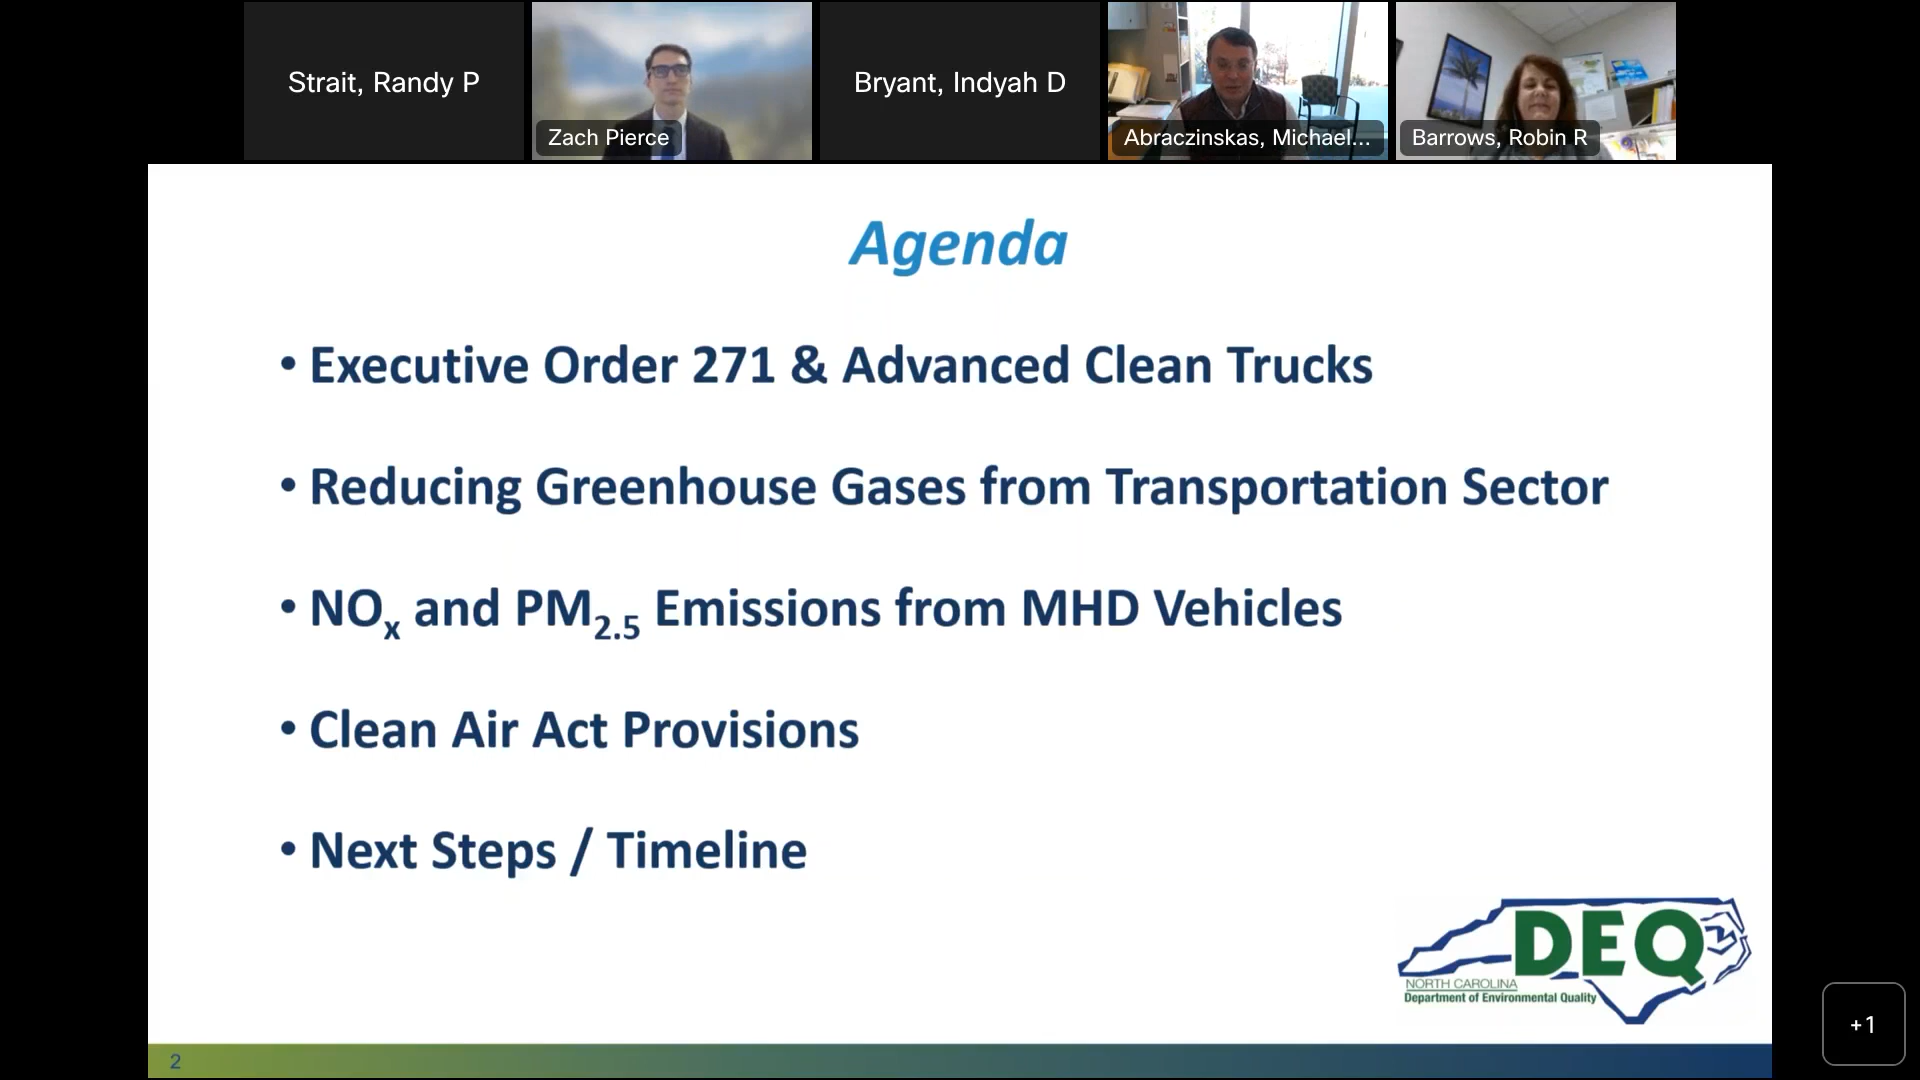 Strait, Randy P
Zach Pierce
Bryant, Indyah D
Abraczinskas, Michael...
Barrows, Robin R
Agenda
• Executive Order 271 & Advanced Clean Trucks
• Reducing Greenhouse Gases from Transportation Sector
• NOx and PM2.5 Emissions from MHD Vehicles
• Clean Air Act Provisions
• Next Steps / Timeline
DEQ
NORTH CAROLINA
Department of Environmental Quality
+1
2